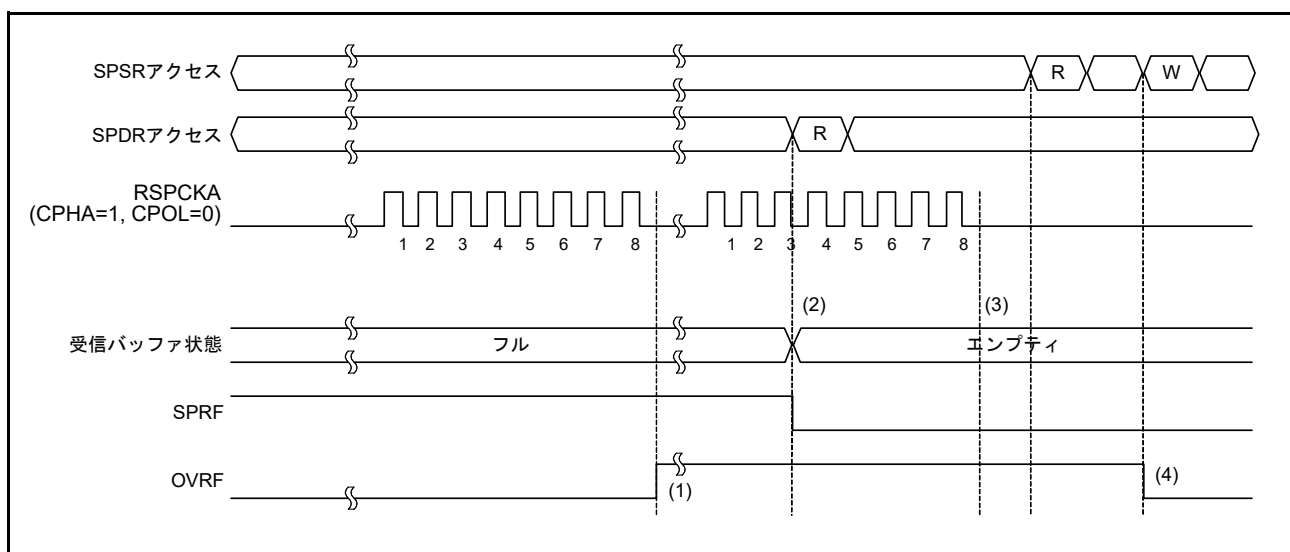 SPSRアクセス
R
W
SPDRアクセス
R
RSPCKA
(CPHA=1, CPOL=0)
1 2 3 4 5 6 7 8
1 2 3 4 5 6 7 8
(2)
(3)
受信バッファ状態
フル
エンプティ
SPRF
OVRF
(1)
(4)